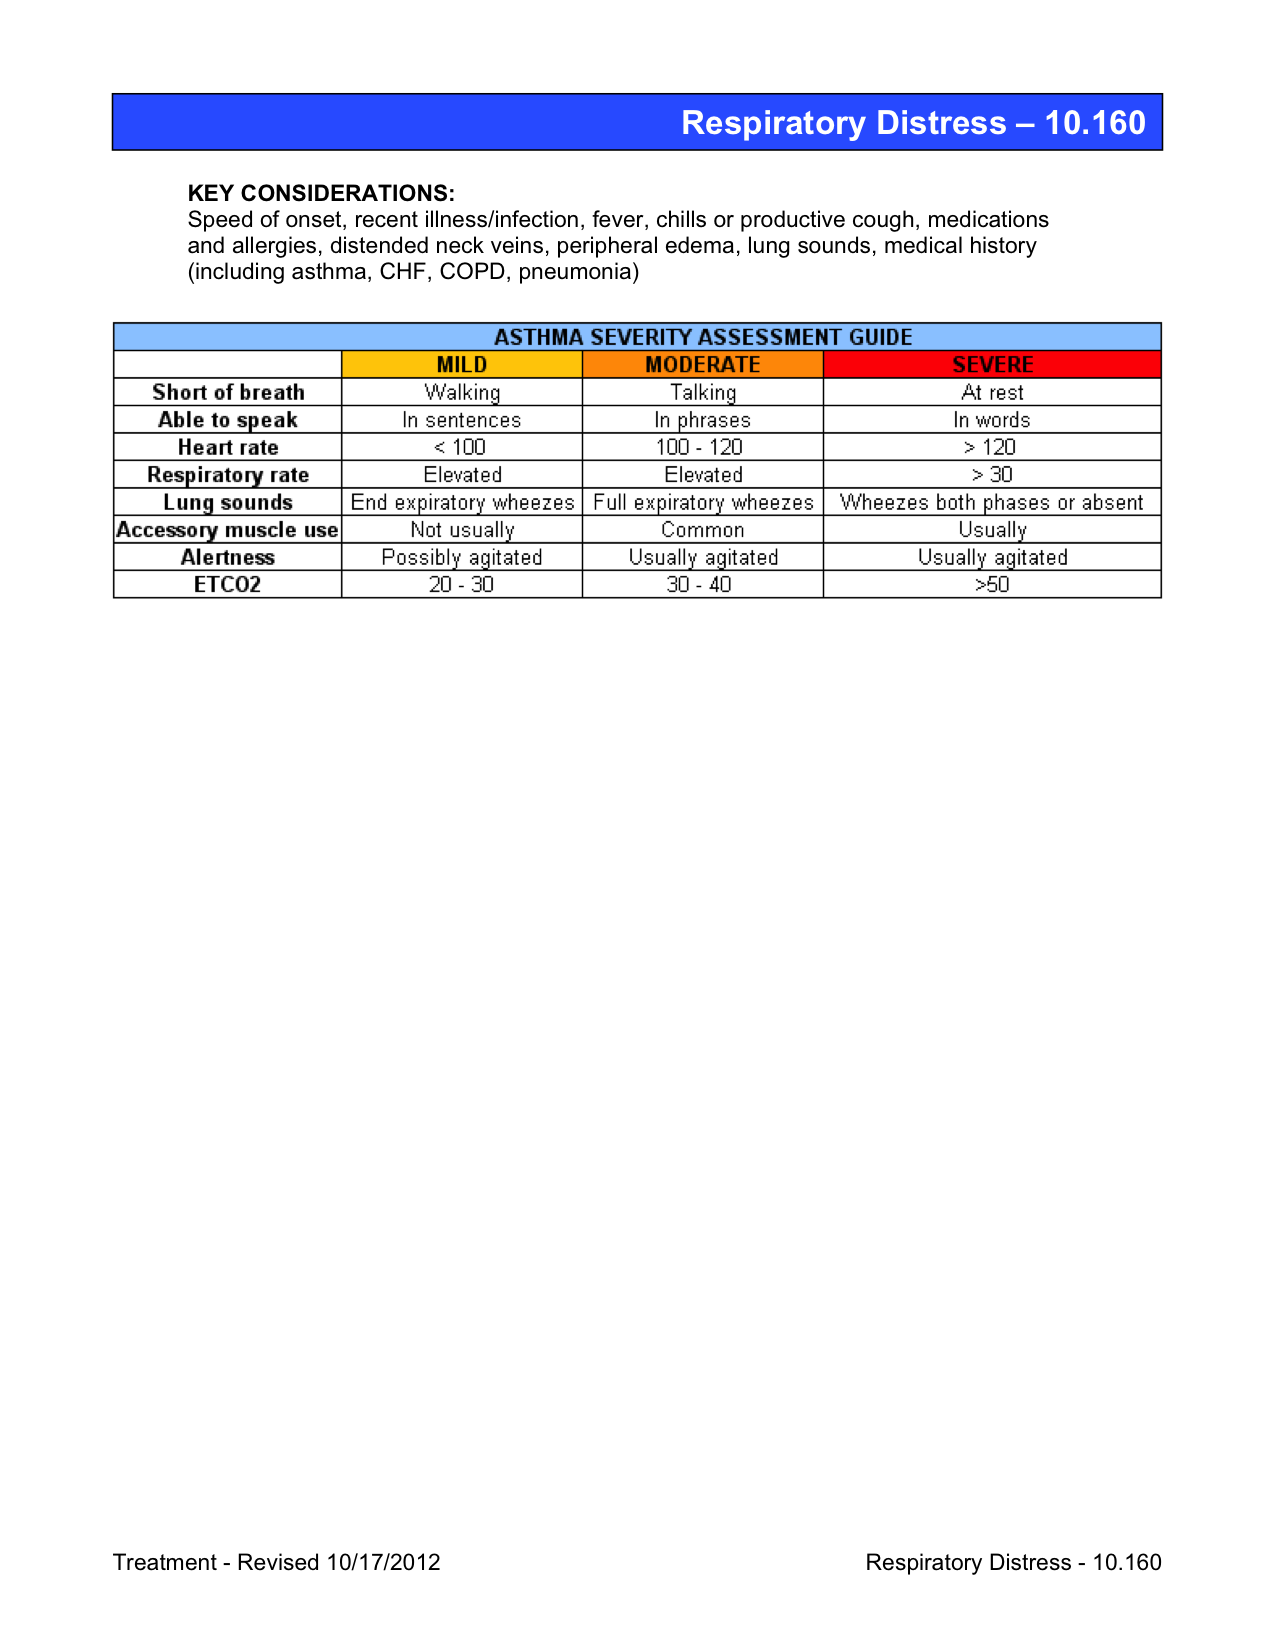 Respiratory Distress – 10.160
KEY CONSIDERATIONS:
Speed of onset, recent illness/infection, fever, chills or productive cough, medications
and allergies, distended neck veins, peripheral edema, lung sounds, medical history
(including asthma, CHF, COPD, pneumonia)
ASTHMA SEVERITY ASSESSMENT GUIDE
MILD MODERATE SEVERE
Short of breath Walking Talking At rest
Able to speak In sentences In phrases In words
Heart rate < 100 100 - 120 > 120
Respiratory rate Elevated Elevated > 30
Lung sounds End expiratory wheezes Full expiratory wheezes Wheezes both phases or absent
Accessory muscle use Not usually Common Usually
Alertness Possibly agitated Usually agitated Usually agitated
ETCO2 20 - 30 30 - 40 >50
Treatment - Revised 10/17/2012 Respiratory Distress - 10.160